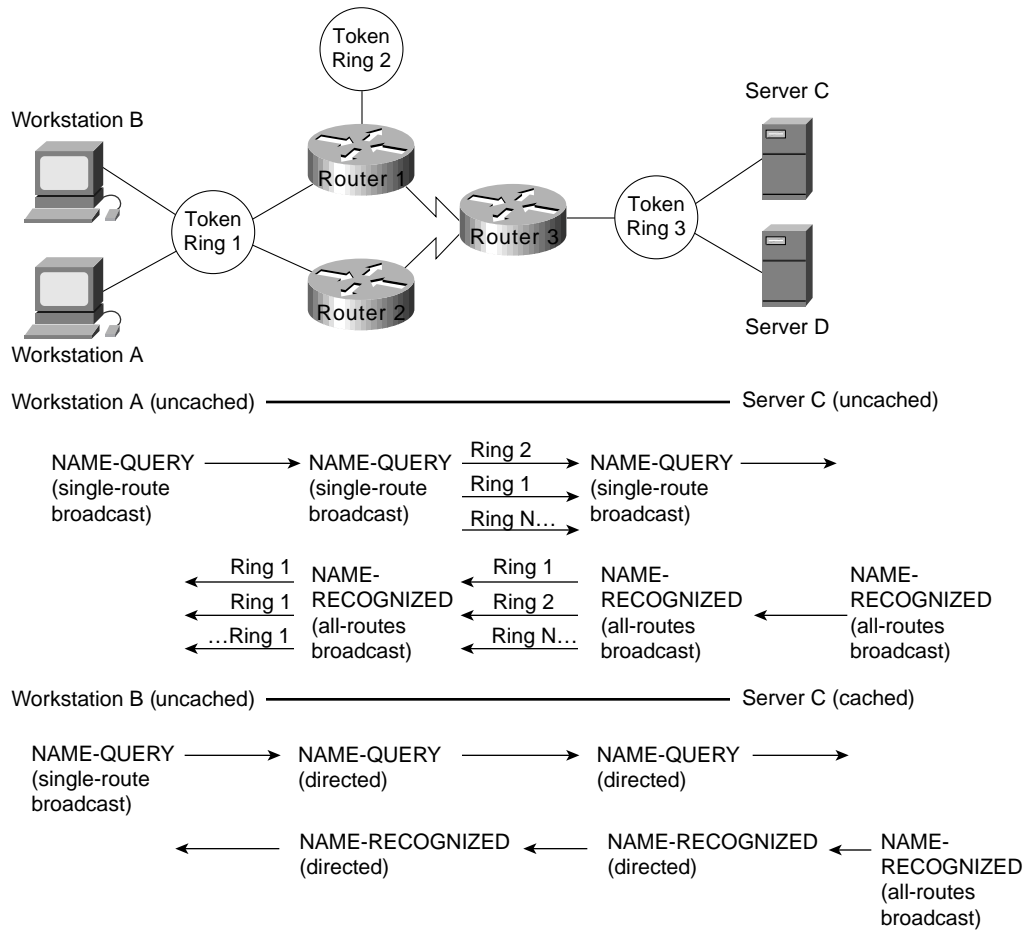 Token
Ring 2
Server C
Workstation B
Router 1
Token
Ring 1
Router 3
Token
Ring 3
Router 2
Server D
Workstation A
Workstation A (uncached)
Server C (uncached)
NAME-QUERY
(single-route
broadcast)
NAME-QUERY
(single-route
broadcast)
Ring 2
Ring 1
Ring N…
NAME-QUERY
(single-route
broadcast)
Ring 1
Ring 1
…Ring 1
NAME-
RECOGNIZED
(all-routes
broadcast)
Ring 1
Ring 2
Ring N…
NAME-
RECOGNIZED
(all-routes
broadcast)
NAME-
RECOGNIZED
(all-routes
broadcast)
Workstation B (uncached)
Server C (cached)
NAME-QUERY
(single-route
broadcast)
NAME-QUERY
(directed)
NAME-QUERY
(directed)
NAME-RECOGNIZED
(directed)
NAME-RECOGNIZED
(directed)
NAME-
RECOGNIZED
(all-routes
broadcast)